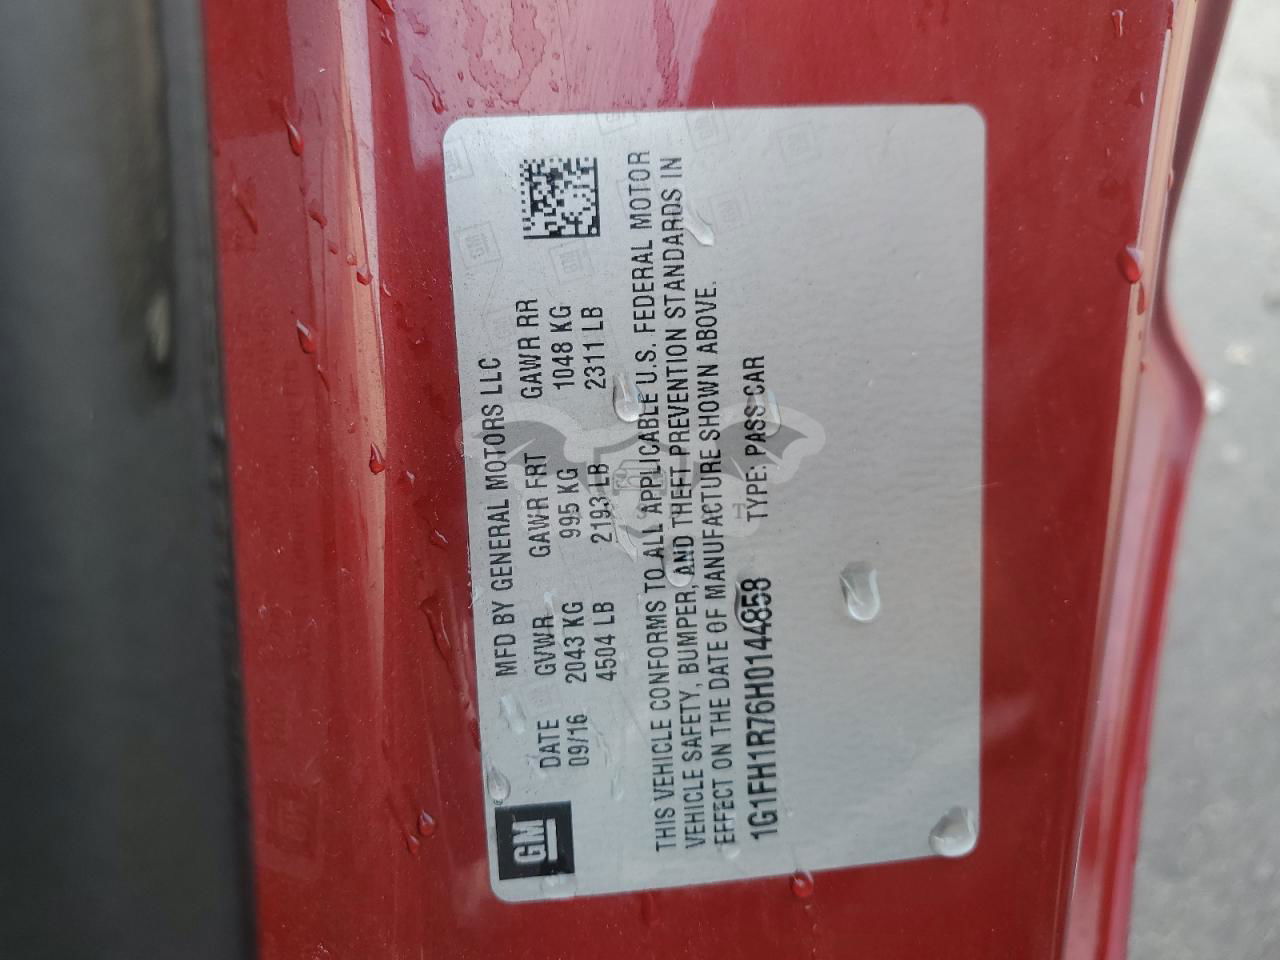 GM
MFD BY GENERAL MOTORS LLC
DATE GVWR GAWR FRT GAWR RR
09/16 2043 KG 995 KG 1048 KG
4504 LB 2193 LB 2311 LB
THIS VEHICLE CONFORMS TO ALL APPLICABLE U.S. FEDERAL MOTOR
VEHICLE SAFETY, BUMPER, AND THEFT PREVENTION STANDARDS IN
EFFECT ON THE DATE OF MANUFACTURE SHOWN ABOVE.
1G1FH1R76H0144858 TYPE: PASS CAR